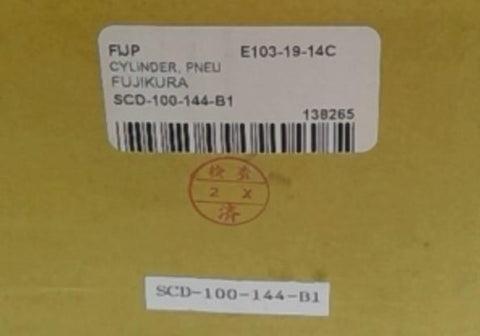 FUJP E103-19-14C
CYLINDER, PNEU
FUJIKURA
SCD-100-144-B1
138265
検査
2 X
済
SCD-100-144-B1